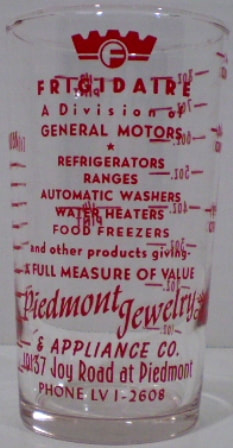 F
FRIGIDAIRE
A Division of
GENERAL MOTORS
REFRIGERATORS
RANGES
AUTOMATIC WASHERS
WATER HEATERS
FOOD FREEZERS
and other products giving
A FULL MEASURE OF VALUE
Piedmont Jewelry
& APPLIANCE CO.
10137 Joy Road at Piedmont
PHONE LV 1-2608